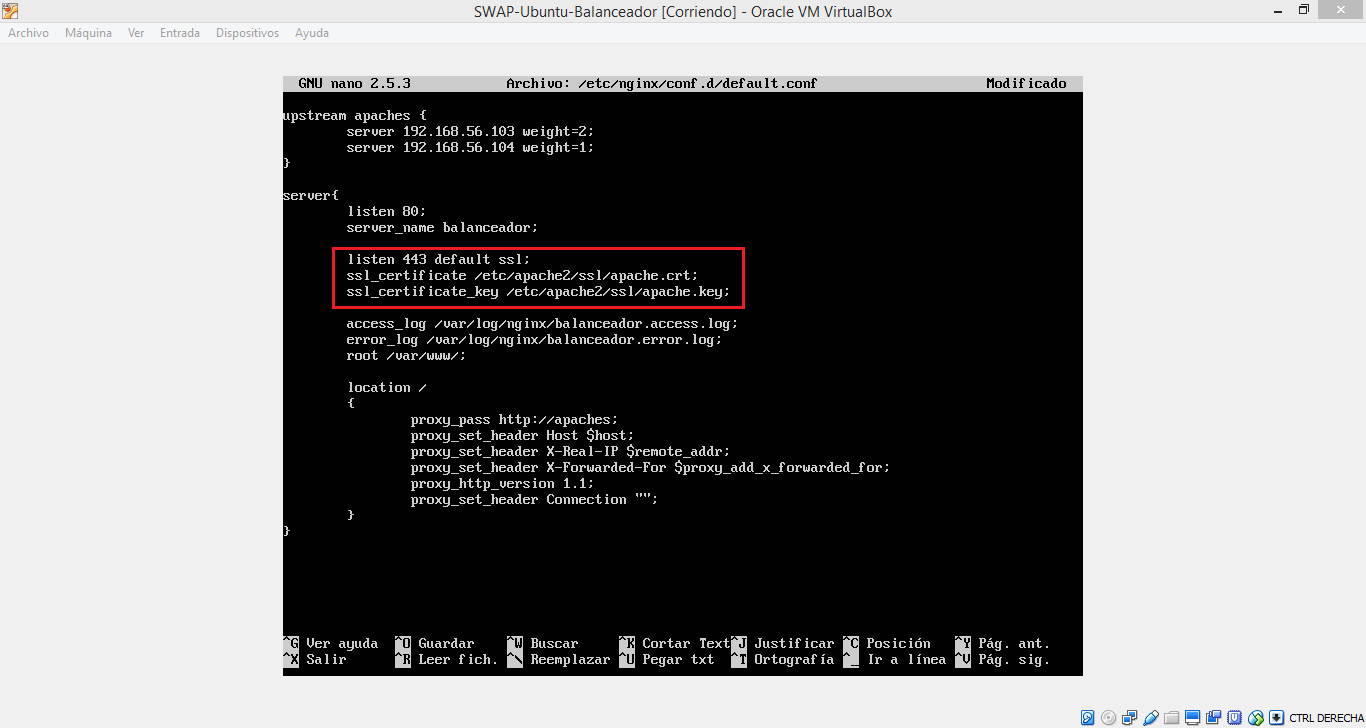 SWAP-Ubuntu-Balanceador [Corriendo] - Oracle VM VirtualBox
Archivo Máquina Ver Entrada Dispositivos Ayuda
GNU nano 2.5.3 Archivo: /etc/nginx/conf.d/default.conf Modificado
upstream apaches {
server 192.168.56.103 weight=2;
server 192.168.56.104 weight=1;
}
server{
listen 80;
server_name balanceador;
listen 443 default ssl;
ssl_certificate /etc/apache2/ssl/apache.crt;
ssl_certificate_key /etc/apache2/ssl/apache.key;
access_log /var/log/nginx/balanceador.access.log;
error_log /var/log/nginx/balanceador.error.log;
root /var/www/;
location /
{
proxy_pass http://apaches;
proxy_set_header Host $host;
proxy_set_header X-Real-IP $remote_addr;
proxy_set_header X-Forwarded-For $proxy_add_x_forwarded_for;
proxy_http_version 1.1;
proxy_set_header Connection "";
}
}
^G Ver ayuda ^O Guardar ^W Buscar ^K Cortar Text ^J Justificar ^C Posición ^Y Pág. ant.
^X Salir ^R Leer fich. ^\ Reemplazar ^U Pegar txt ^T Ortografía ^_ Ir a línea ^V Pág. sig.
CTRL DERECHA